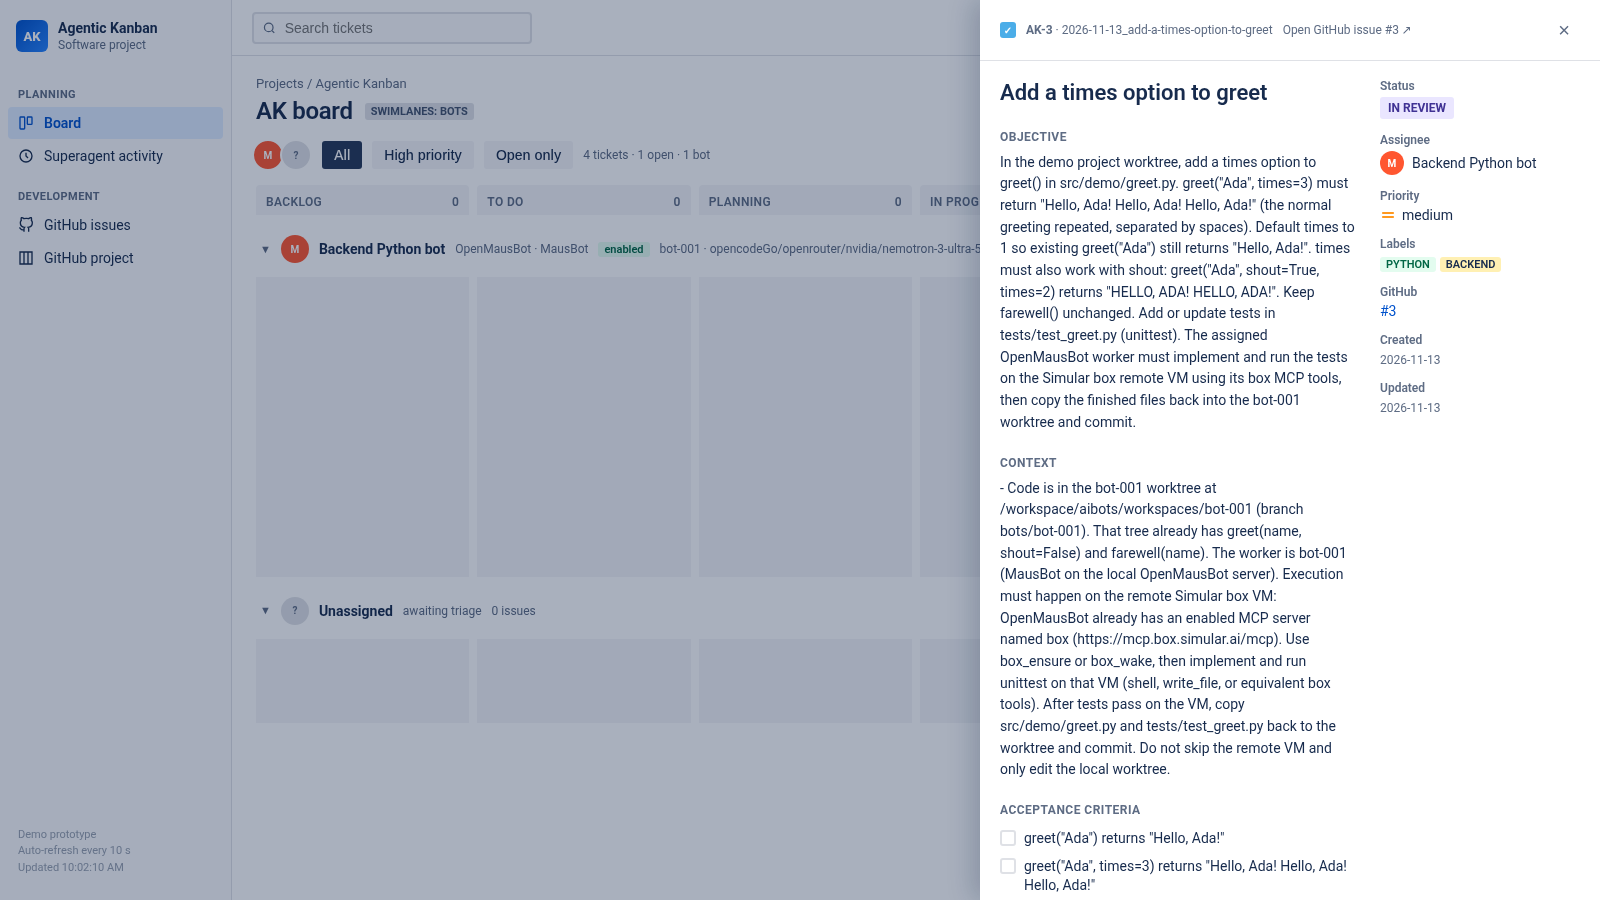 AK
Agentic Kanban
Software project
PLANNING
Board
Superagent activity
DEVELOPMENT
GitHub issues
GitHub project
Demo prototype
Auto-refresh every 10 s
Updated 10:02:10 AM
Search tickets
Projects / Agentic Kanban
AK board SWIMLANES: BOTS
M ? All High priority Open only 4 tickets · 1 open · 1 bot
BACKLOG 0 TO DO 0 PLANNING 0 IN PROG
▼ M Backend Python bot OpenMausBot · MausBot enabled bot-001 · opencodeGo/openrouter/nvidia/nemotron-3-ultra-5
▼ ? Unassigned awaiting triage 0 issues
AK-3 · 2026-11-13_add-a-times-option-to-greet Open GitHub issue #3 ↗ ×
Add a times option to greet
OBJECTIVE
In the demo project worktree, add a times option to
greet() in src/demo/greet.py. greet("Ada", times=3) must
return "Hello, Ada! Hello, Ada! Hello, Ada!" (the normal
greeting repeated, separated by spaces). Default times to
1 so existing greet("Ada") still returns "Hello, Ada!". times
must also work with shout: greet("Ada", shout=True,
times=2) returns "HELLO, ADA! HELLO, ADA!". Keep
farewell() unchanged. Add or update tests in
tests/test_greet.py (unittest). The assigned
OpenMausBot worker must implement and run the tests
on the Simular box remote VM using its box MCP tools,
then copy the finished files back into the bot-001
worktree and commit.
CONTEXT
- Code is in the bot-001 worktree at
/workspace/aibots/workspaces/bot-001 (branch
bots/bot-001). That tree already has greet(name,
shout=False) and farewell(name). The worker is bot-001
(MausBot on the local OpenMausBot server). Execution
must happen on the remote Simular box VM:
OpenMausBot already has an enabled MCP server
named box (https://mcp.box.simular.ai/mcp). Use
box_ensure or box_wake, then implement and run
unittest on that VM (shell, write_file, or equivalent box
tools). After tests pass on the VM, copy
src/demo/greet.py and tests/test_greet.py back to the
worktree and commit. Do not skip the remote VM and
only edit the local worktree.
ACCEPTANCE CRITERIA
greet("Ada") returns "Hello, Ada!"
greet("Ada", times=3) returns "Hello, Ada! Hello, Ada!
Hello, Ada!"
Status
IN REVIEW
Assignee
M Backend Python bot
Priority
medium
Labels
PYTHON BACKEND
GitHub
#3
Created
2026-11-13
Updated
2026-11-13